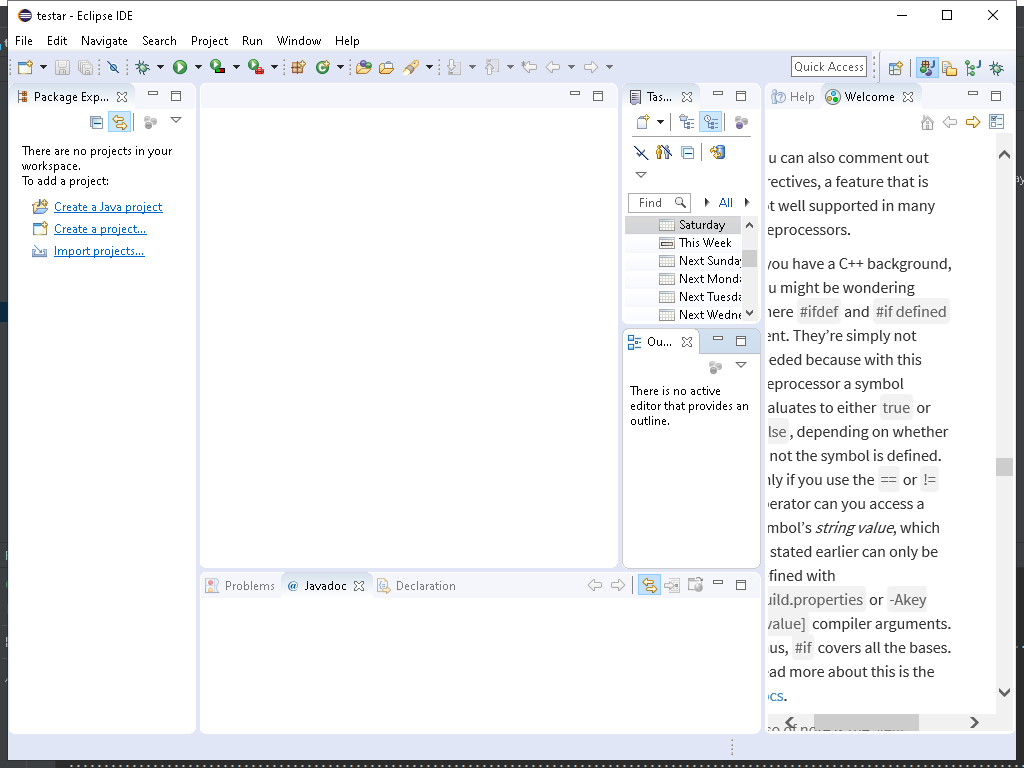 testar - Eclipse IDE
File Edit Navigate Search Project Run Window Help
Quick Access
Package Exp...
There are no projects in your
workspace.
To add a project:
Create a Java project
Create a project...
Import projects...
Tas...
Find
All
Saturday
This Week
Next Sunday
Next Monda
Next Tuesda
Next Wedne
Ou...
There is no active
editor that provides an
outline.
Problems @ Javadoc Declaration
Help Welcome
u can also comment out
rectives, a feature that is
t well supported in many
eprocessors.
you have a C++ background,
u might be wondering
here #ifdef and #if defined
ent. They’re simply not
eded because with this
eprocessor a symbol
aluates to either true or
lse , depending on whether
not the symbol is defined.
nly if you use the == or !=
erator can you access a
mbol’s string value, which
stated earlier can only be
fined with
uild.properties or -Akey
value] compiler arguments.
us, #if covers all the bases.
ead more about this is the
cs.